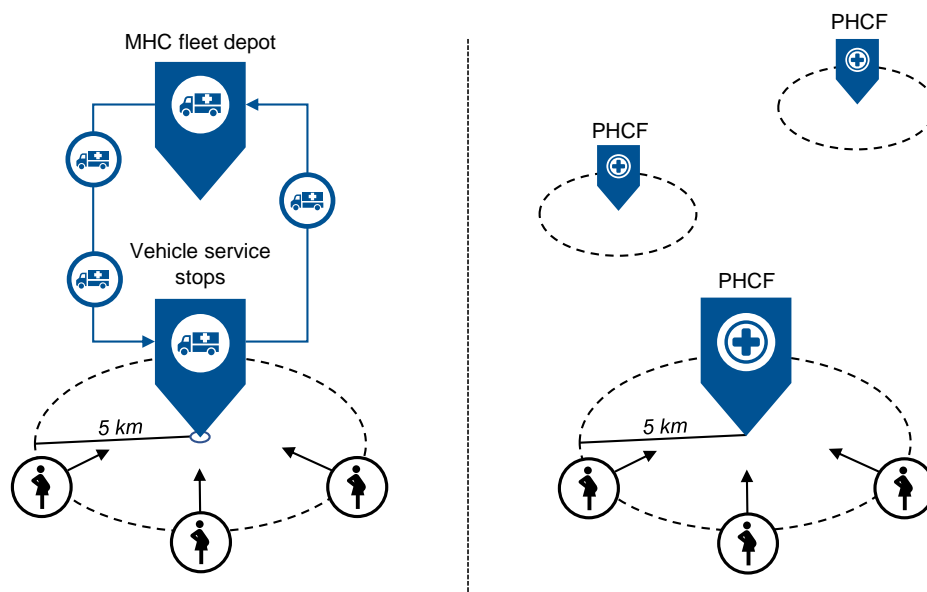 MHC fleet depot
Vehicle service
stops
5 km
PHCF
PHCF
PHCF
5 km